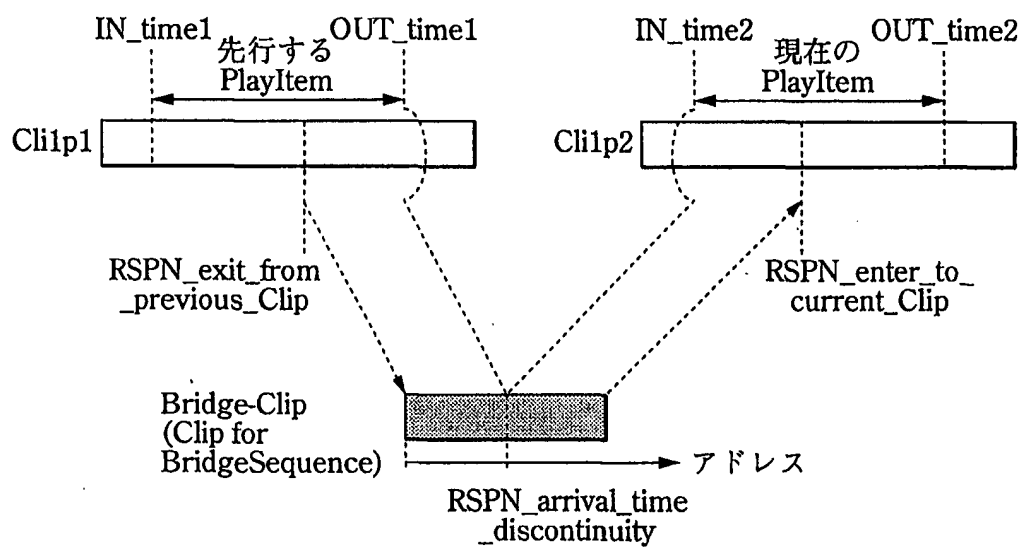 IN_time1
OUT_time1
先行する
PlayItem
IN_time2
OUT_time2
現在の
PlayItem
Cli1p1
Cli1p2
RSPN_exit_from
_previous_Clip
RSPN_enter_to_
current_Clip
Bridge-Clip
(Clip for
BridgeSequence)
アドレス
RSPN_arrival_time
_discontinuity